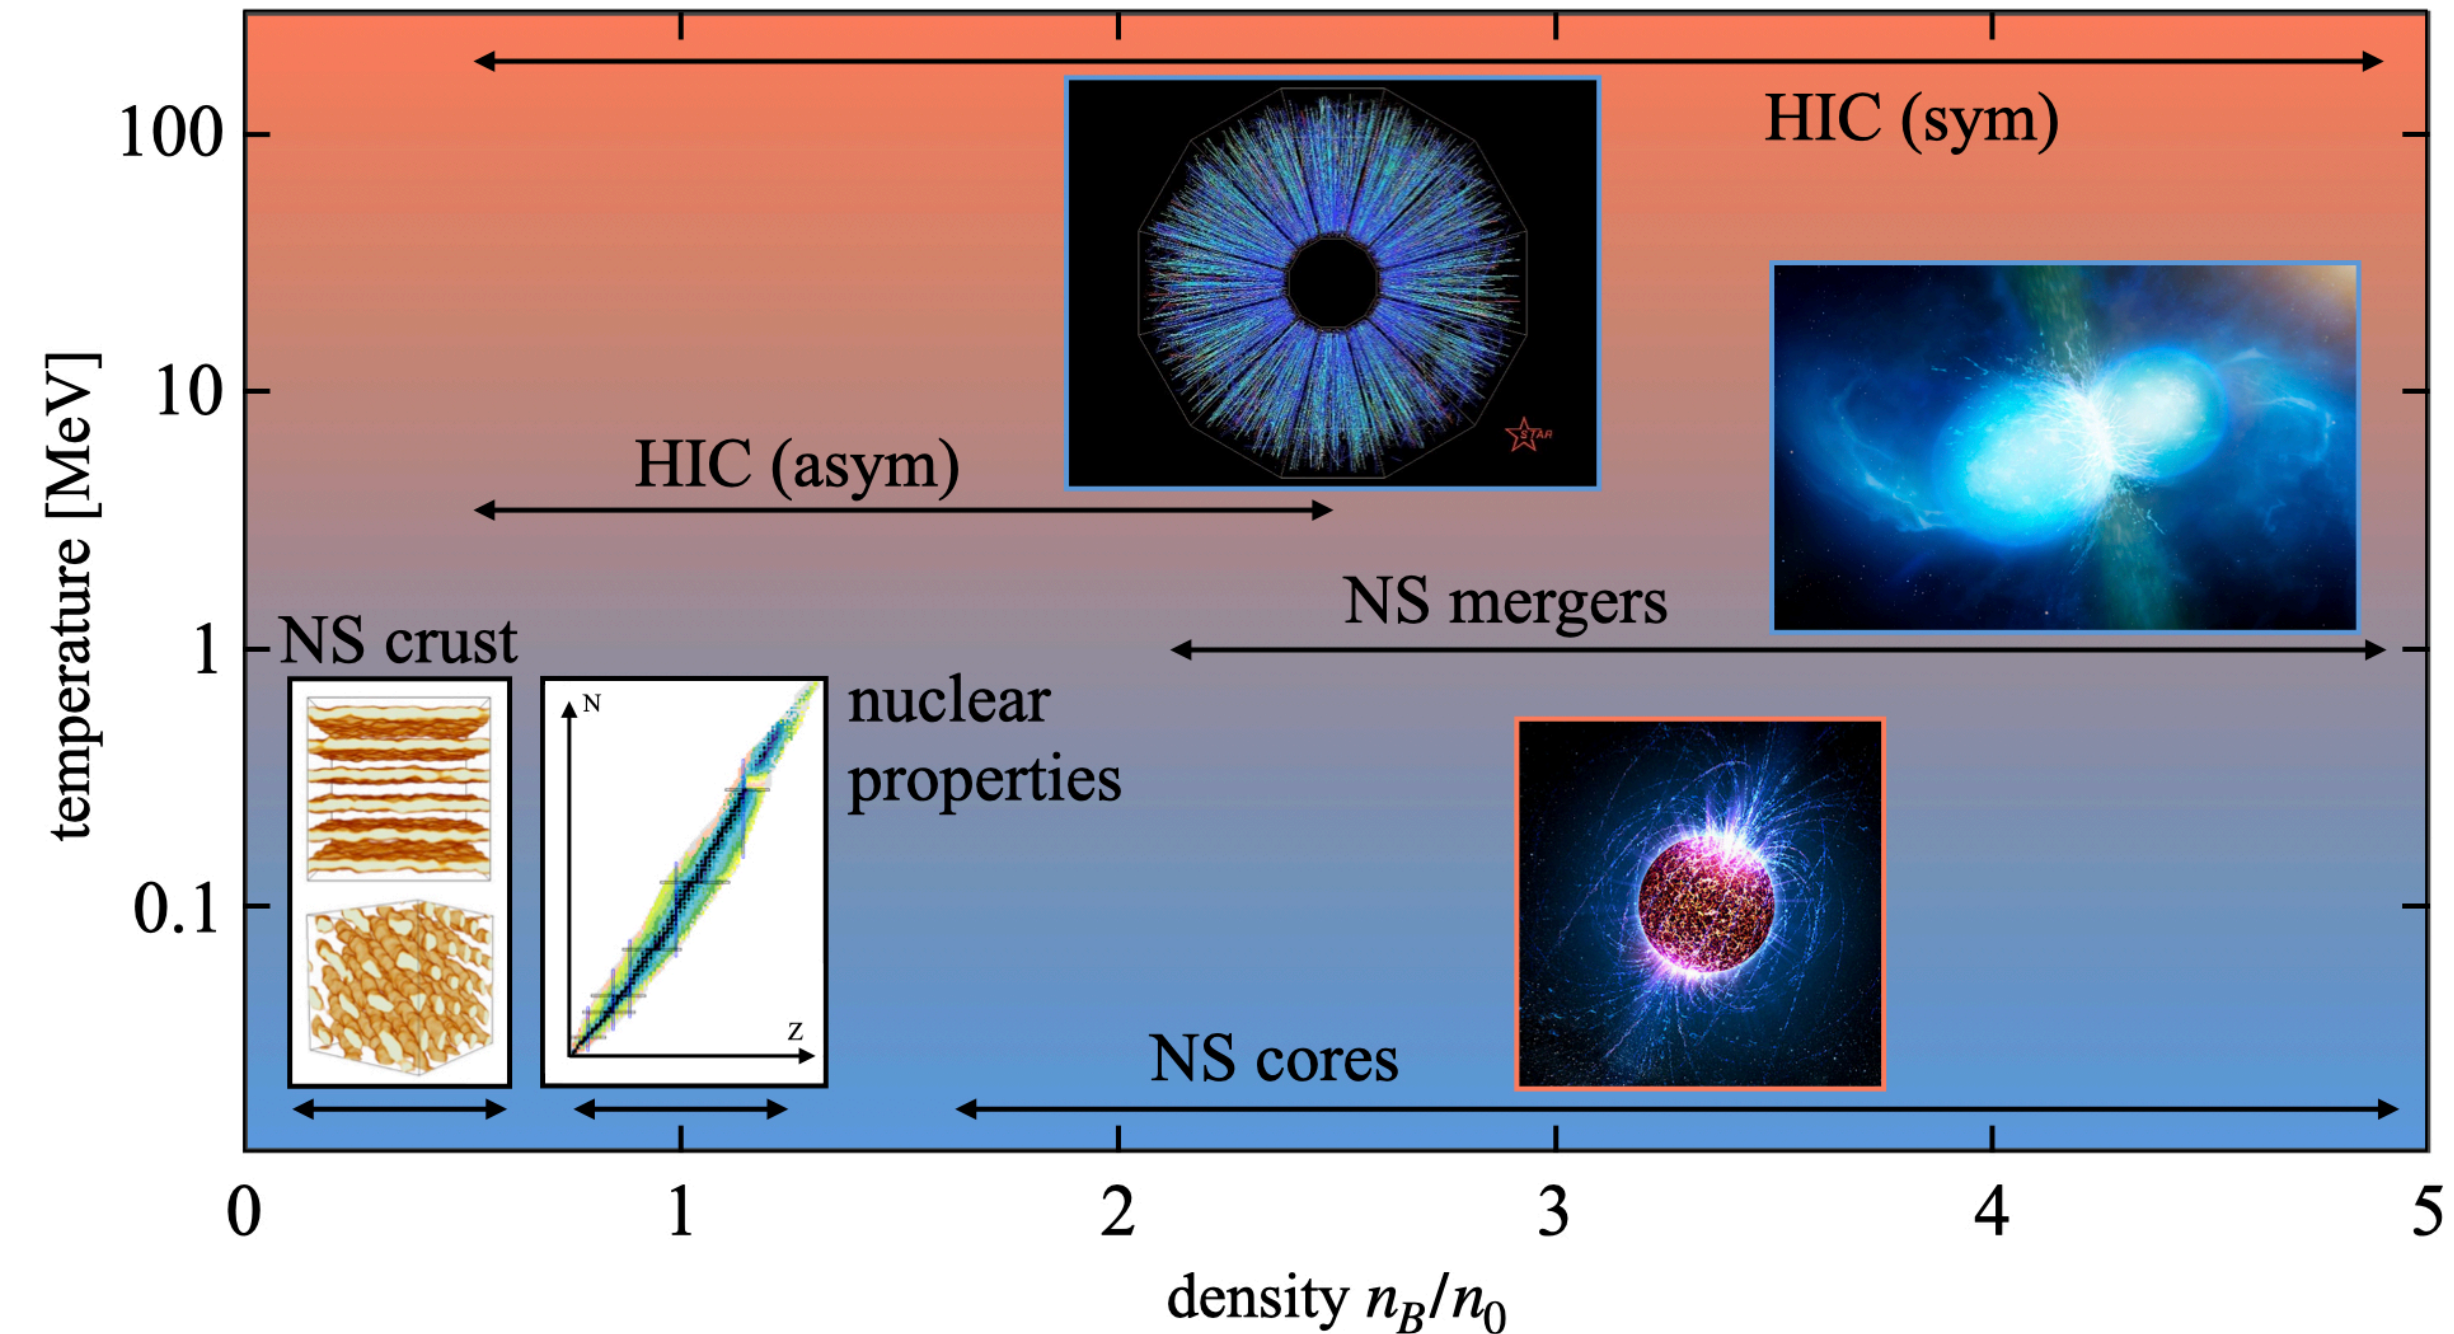 HIC (sym)
100
STAR
temperature [MeV]
10
HIC (asym)
NS mergers
1
NS crust
N
nuclear
properties
0.1
Z
NS cores
0
1
2
3
4
5
density n_B/n_0